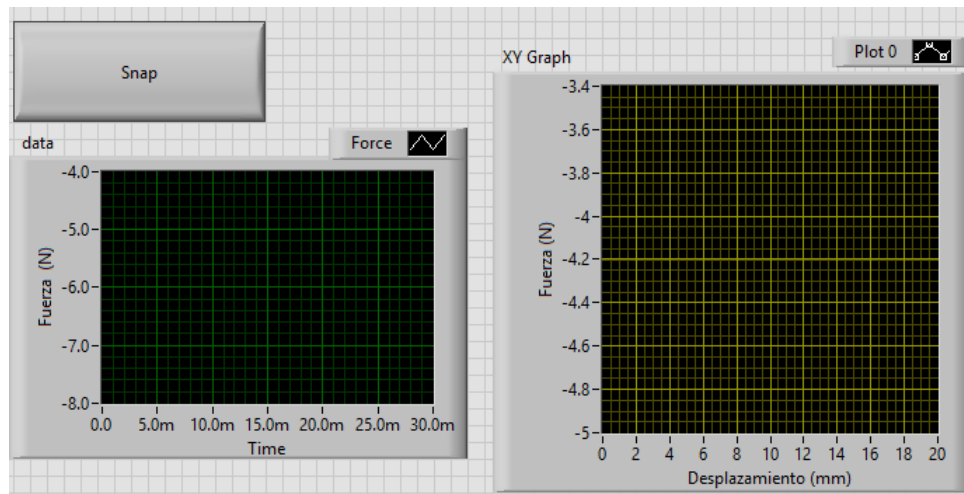 Snap
data
Force
-4.0
-5.0
-6.0
-7.0
-8.0
Fuerza (N)
0.0 5.0m 10.0m 15.0m 20.0m 25.0m 30.0m
Time
XY Graph
Plot 0
-3.4
-3.6
-3.8
-4
-4.2
-4.4
-4.6
-4.8
-5
Fuerza (N)
0 2 4 6 8 10 12 14 16 18 20
Desplazamiento (mm)